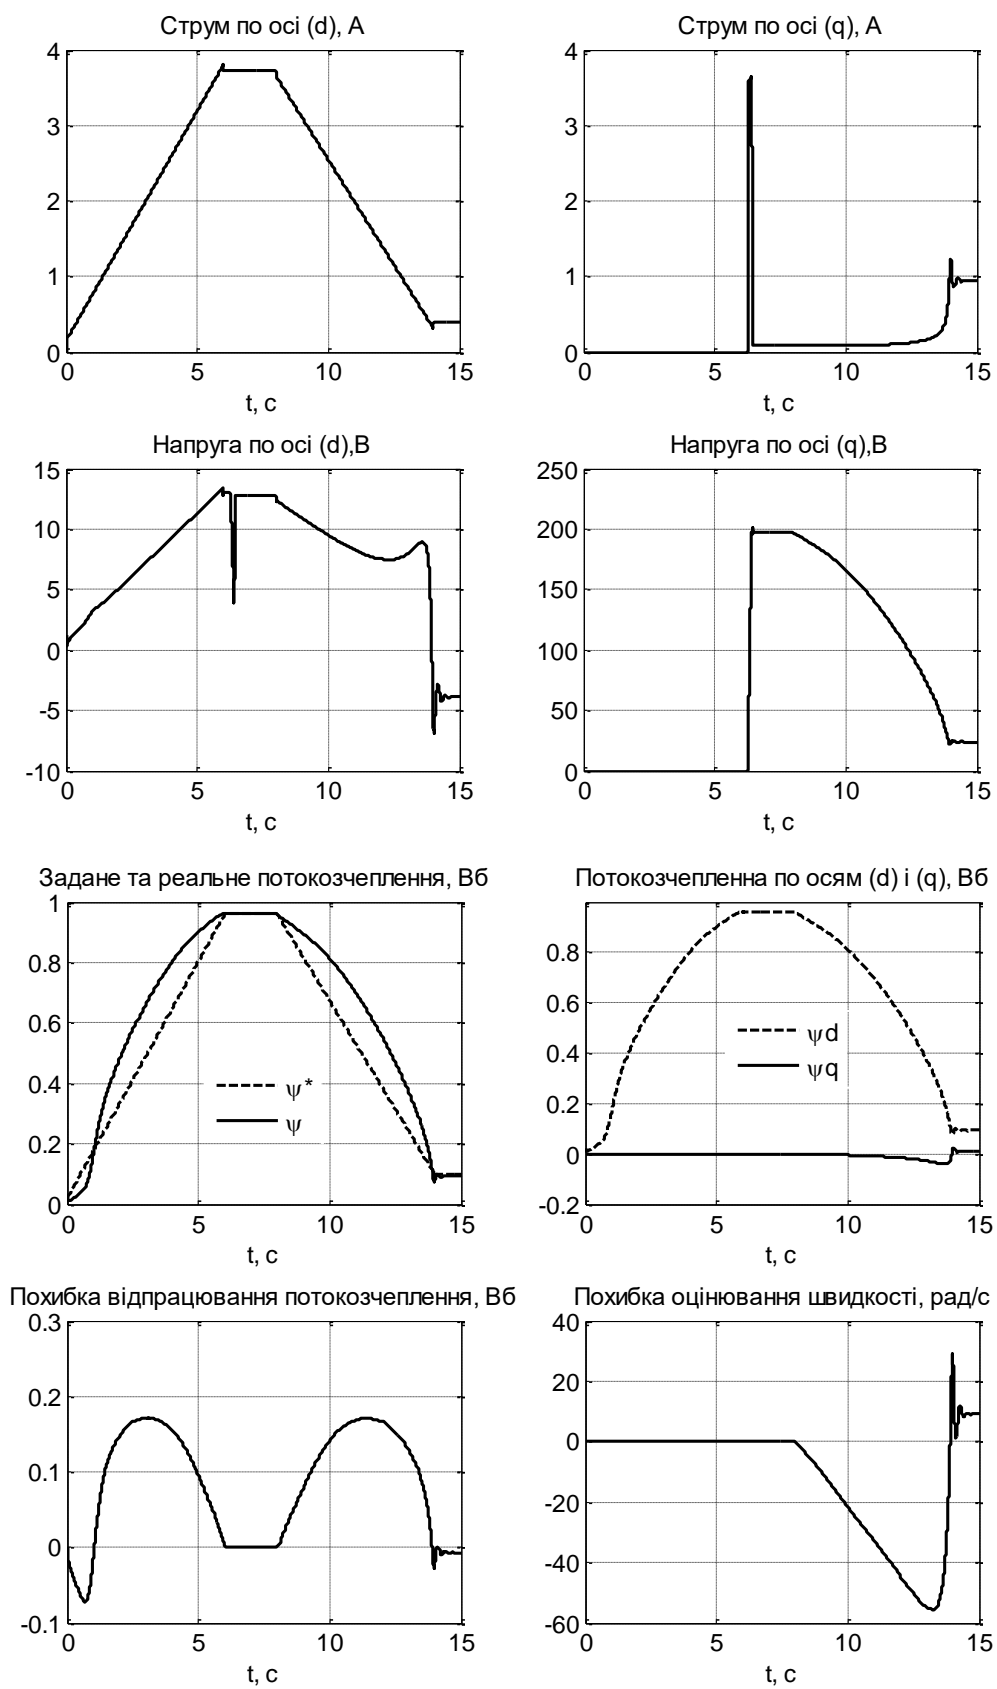 Струм по осі (d), А
4
3
2
1
0
0 5 10 15
t, с
Струм по осі (q), А
4
3
2
1
0
0 5 10 15
t, с
Напруга по осі (d),В
15
10
5
0
-5
-10
0 5 10 15
t, с
Напруга по осі (q),В
250
200
150
100
50
0
0 5 10 15
t, с
Задане та реальне потокозчеплення, Вб
1
0.8
0.6
0.4
0.2
0
ψ*
ψ
0 5 10 15
t, с
Потокозчепленна по осям (d) і (q), Вб
0.8
0.6
0.4
0.2
0
-0.2
ψd
ψq
0 5 10 15
t, с
Похибка відпрацювання потокозчеплення, Вб
0.3
0.2
0.1
0
-0.1
0 5 10 15
t, с
Похибка оцінювання швидкості, рад/с
40
20
0
-20
-40
-60
0 5 10 15
t, с